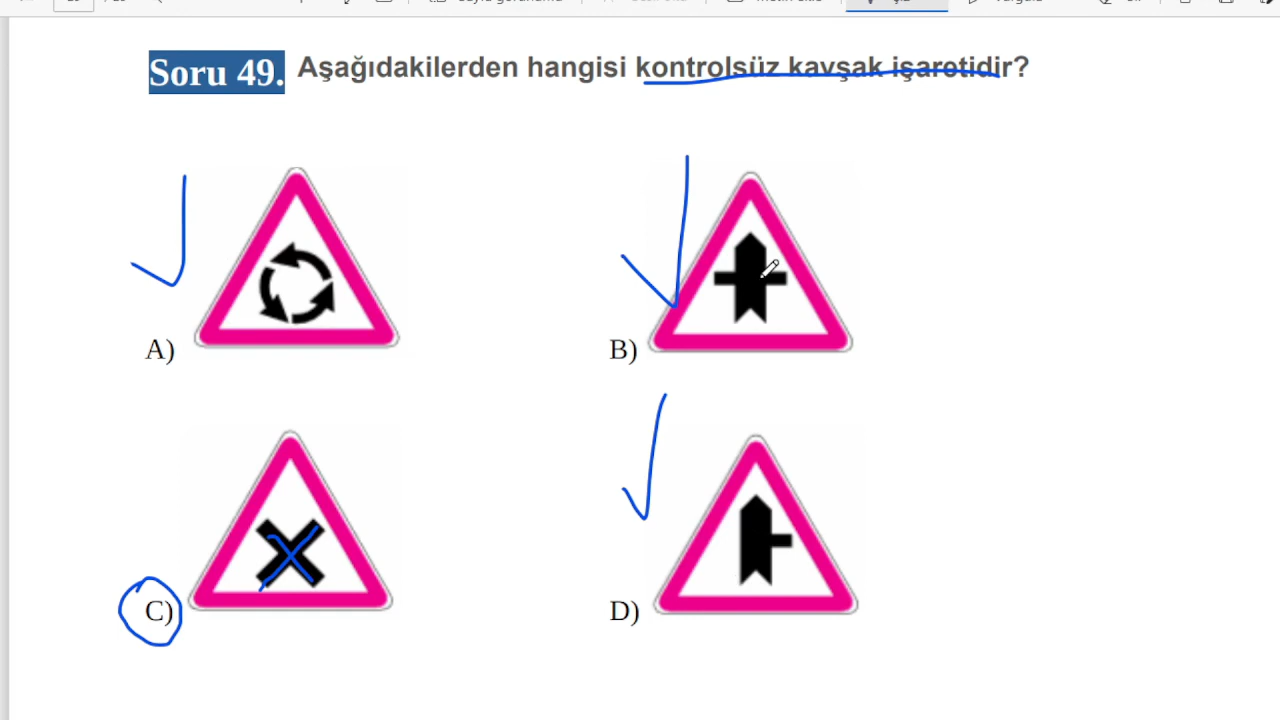 Soru 49. Aşağıdakilerden hangisi kontrolsüz kavşak işaretidir?
A)
B)
C)
D)